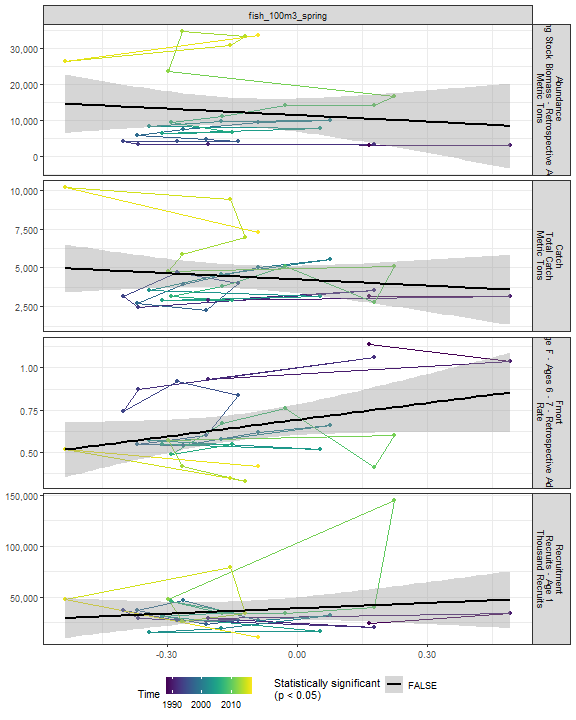 fish_100m3_spring
30,000
20,000
10,000
0
Abundance
ng Stock Biomass - Retrospective A
Metric Tons
10,000
7,500
5,000
2,500
Catch
Total Catch
Metric Tons
1.00
0.75
0.50
Fmort
ge F - Ages 6 - 7 - Retrospective Ad
Rate
150,000
100,000
50,000
Recruitment
Recruits - Age 1
Thousand Recruits
-0.30 0.00 0.30
Time
1990 2000 2010
Statistically significant
(p < 0.05)
FALSE